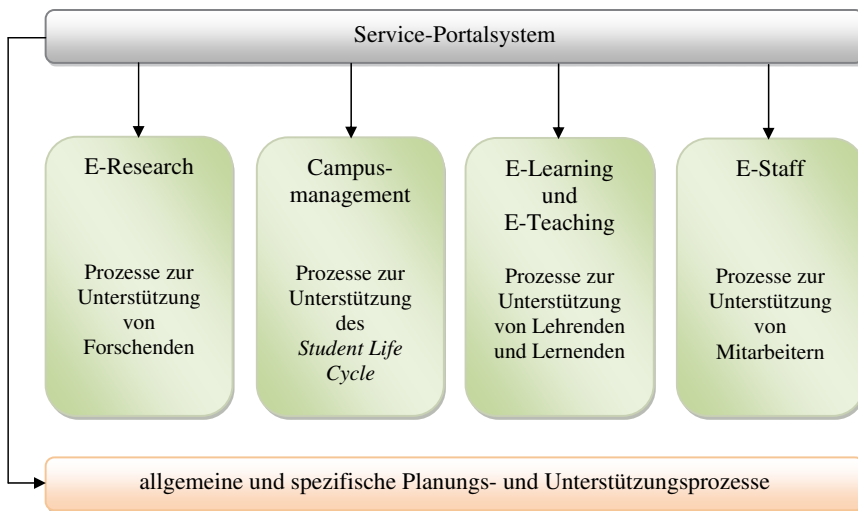 Service-Portalsystem
E-Research
Prozesse zur
Unterstützung
von
Forschenden
Campus-
management
Prozesse zur
Unterstützung
des
Student Life
Cycle
E-Learning
und
E-Teaching
Prozesse zur
Unterstützung
von Lehrenden
und Lernenden
E-Staff
Prozesse zur
Unterstützung
von
Mitarbeitern
allgemeine und spezifische Planungs- und Unterstützungsprozesse